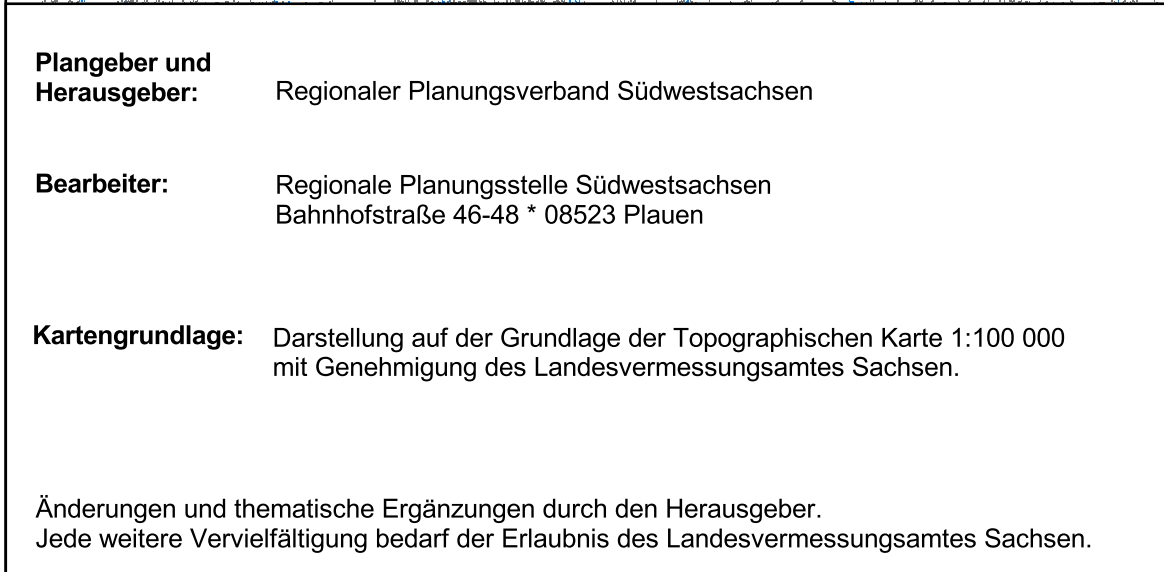 Plangeber und
Herausgeber: Regionaler Planungsverband Südwestsachsen
Bearbeiter: Regionale Planungsstelle Südwestsachsen
Bahnhofstraße 46-48 * 08523 Plauen
Kartengrundlage: Darstellung auf der Grundlage der Topographischen Karte 1:100 000
mit Genehmigung des Landesvermessungsamtes Sachsen.
Änderungen und thematische Ergänzungen durch den Herausgeber.
Jede weitere Vervielfältigung bedarf der Erlaubnis des Landesvermessungsamtes Sachsen.